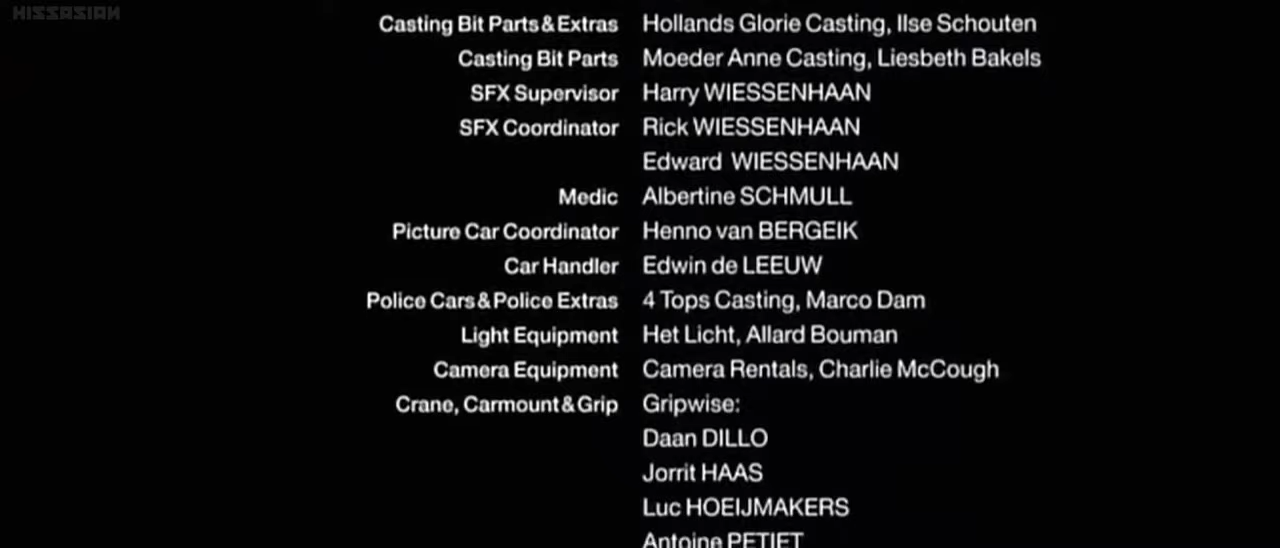 HISSASIAN
Casting Bit Parts & Extras Hollands Glorie Casting, Ilse Schouten
Casting Bit Parts Moeder Anne Casting, Liesbeth Bakels
SFX Supervisor Harry WIESSENHAAN
SFX Coordinator Rick WIESSENHAAN
Edward WIESSENHAAN
Medic Albertine SCHMULL
Picture Car Coordinator Henno van BERGEIK
Car Handler Edwin de LEEUW
Police Cars & Police Extras 4 Tops Casting, Marco Dam
Light Equipment Het Licht, Allard Bouman
Camera Equipment Camera Rentals, Charlie McCough
Crane, Carmount & Grip Gripwise:
Daan DILLO
Jorrit HAAS
Luc HOEIJMAKERS
Antoine PETIET